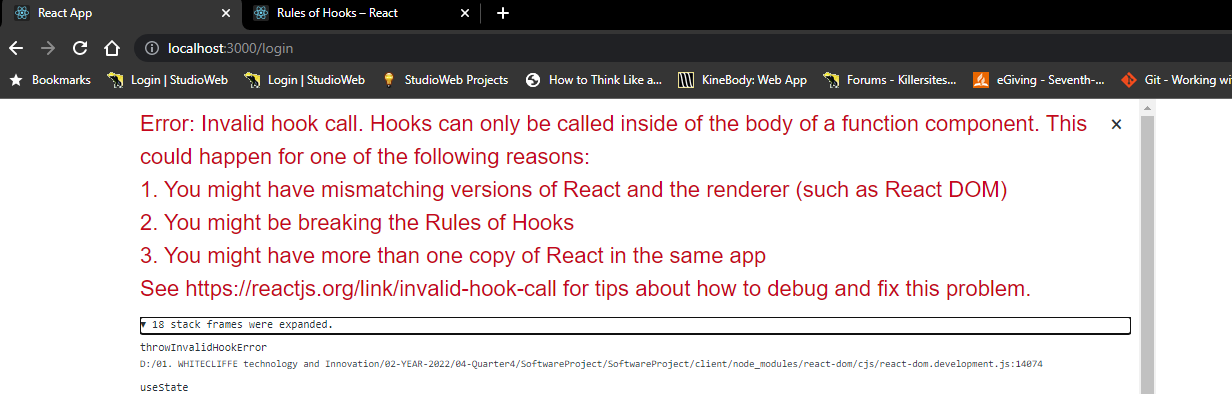 React App
Rules of Hooks – React
localhost:3000/login
Bookmarks
Login | StudioWeb
Login | StudioWeb
StudioWeb Projects
How to Think Like a...
KineBody: Web App
Forums - Killersites...
eGiving - Seventh-...
Git - Working wi
Error: Invalid hook call. Hooks can only be called inside of the body of a function component. This
could happen for one of the following reasons:
1. You might have mismatching versions of React and the renderer (such as React DOM)
2. You might be breaking the Rules of Hooks
3. You might have more than one copy of React in the same app
See https://reactjs.org/link/invalid-hook-call for tips about how to debug and fix this problem.
▼ 18 stack frames were expanded.
throwInvalidHookError
D:/01. WHITECLIFFE technology and Innovation/02-YEAR-2022/04-Quarter4/SoftwareProject/SoftwareProject/client/node_modules/react-dom/cjs/react-dom.development.js:14074
useState